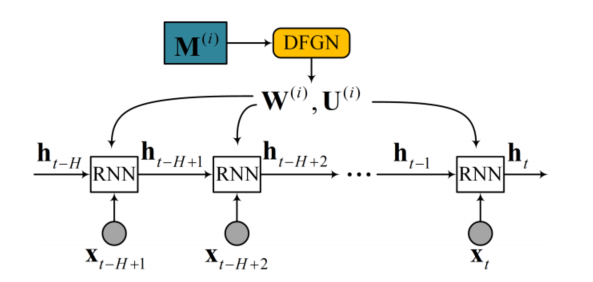 M^{(i)} DFGN
W^{(i)}, U^{(i)}
h_{t-H} h_{t-H+1} h_{t-H+2} h_{t-1} h_t
RNN RNN ... RNN
x_{t-H+1} x_{t-H+2} x_t